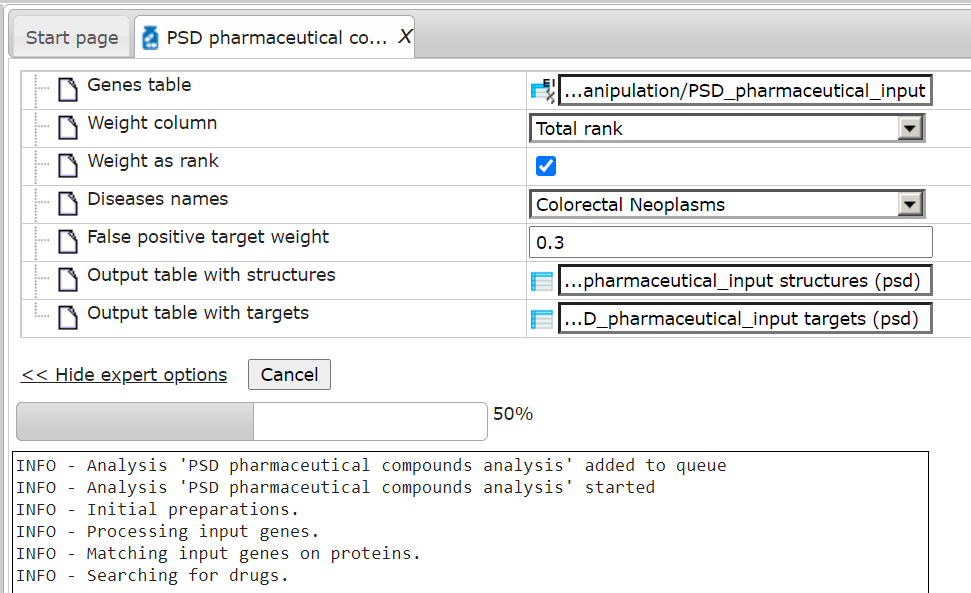 Start page
PSD pharmaceutical co... X
Genes table ...anipulation/PSD_pharmaceutical_input
Weight column Total rank
Weight as rank
Diseases names Colorectal Neoplasms
False positive target weight 0.3
Output table with structures ...pharmaceutical_input structures (psd)
Output table with targets ...D_pharmaceutical_input targets (psd)
<< Hide expert options Cancel
50%
INFO - Analysis 'PSD pharmaceutical compounds analysis' added to queue
INFO - Analysis 'PSD pharmaceutical compounds analysis' started
INFO - Initial preparations.
INFO - Processing input genes.
INFO - Matching input genes on proteins.
INFO - Searching for drugs.